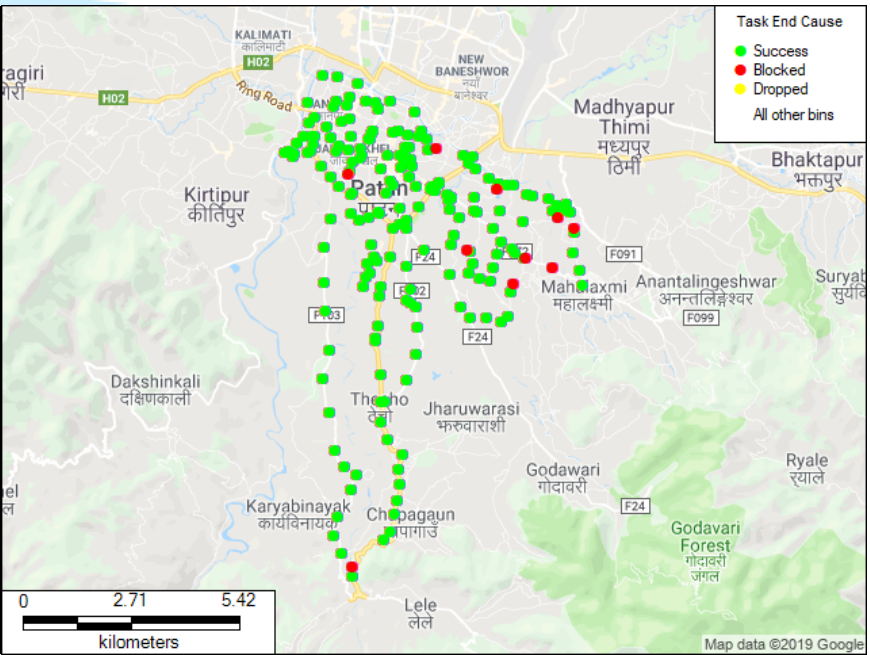 KALIMATI
कालिमाटी
H02
ragiri
H02
Ring Road
NEW
BANESHWOR
नयाँ
बानेश्वर
Task End Cause
Success
Blocked
Dropped
All other bins
Madhyapur
Thimi
मध्यपुर
ठिमी
Bhaktapur
भक्तपुर
Kirtipur
कीर्तिपुर
पाटन
F091
F24
Mahalaxmi
महालक्ष्मी
Anantalingeshwar
अनन्तलिङ्गेश्वर
F099
F24
Dakshinkali
दक्षिणकाली
ठेचो
Jharuwarasi
झरुवाराशी
Godawari
गोदावरी
Ryale
र्‍याले
F24
Karyabinayak
कार्यविनायक
Godavari
Forest
गोदावरी
जंगल
Lele
लेले
0 2.71 5.42
kilometers
Map data ©2019 Google